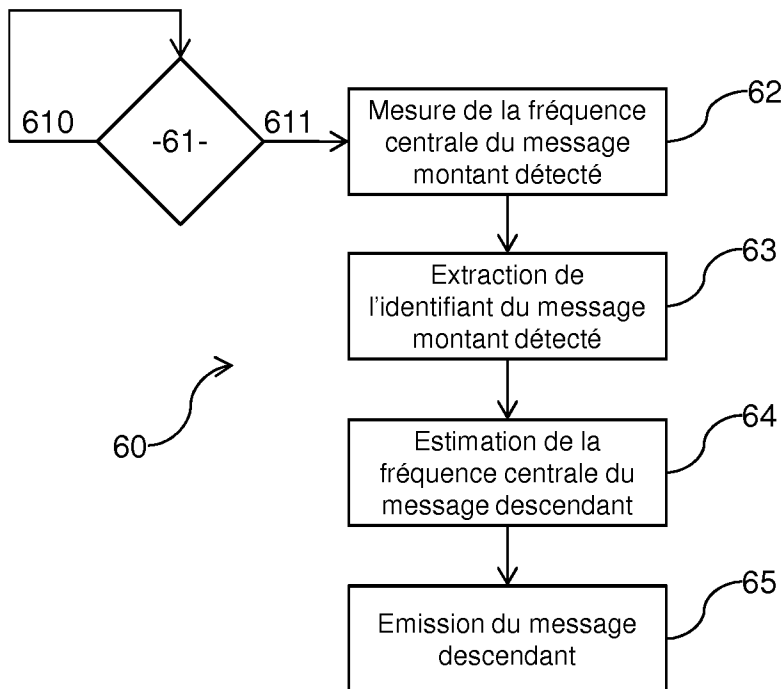 610
-61-
611
Mesure de la fréquence
centrale du message
montant détecté
62
Extraction de
l'identifiant du message
montant détecté
63
60
Estimation de la
fréquence centrale du
message descendant
64
Emission du message
descendant
65